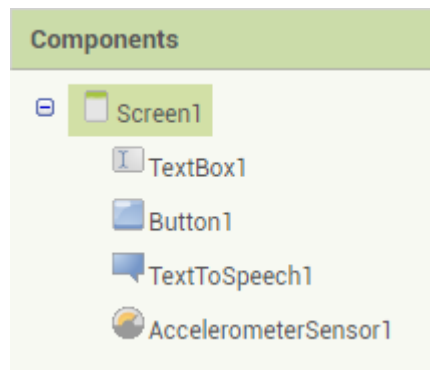 Components
Screen1
TextBox1
Button1
TextToSpeech1
AccelerometerSensor1